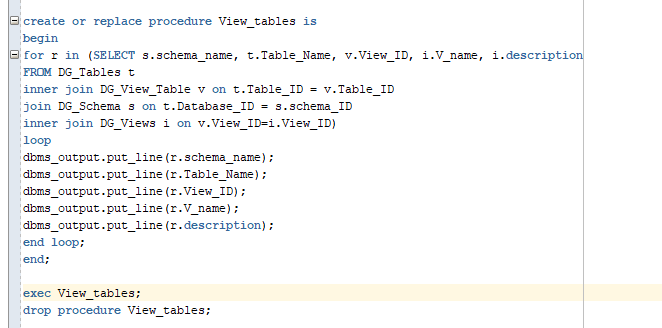 create or replace procedure View_tables is
begin
for r in (SELECT s.schema_name, t.Table_Name, v.View_ID, i.V_name, i.description
FROM DG_Tables t
inner join DG_View_Table v on t.Table_ID = v.Table_ID
join DG_Schema s on t.Database_ID = s.schema_ID
inner join DG_Views i on v.View_ID=i.View_ID)
loop
dbms_output.put_line(r.schema_name);
dbms_output.put_line(r.Table_Name);
dbms_output.put_line(r.View_ID);
dbms_output.put_line(r.V_name);
dbms_output.put_line(r.description);
end loop;
end;
exec View_tables;
drop procedure View_tables;